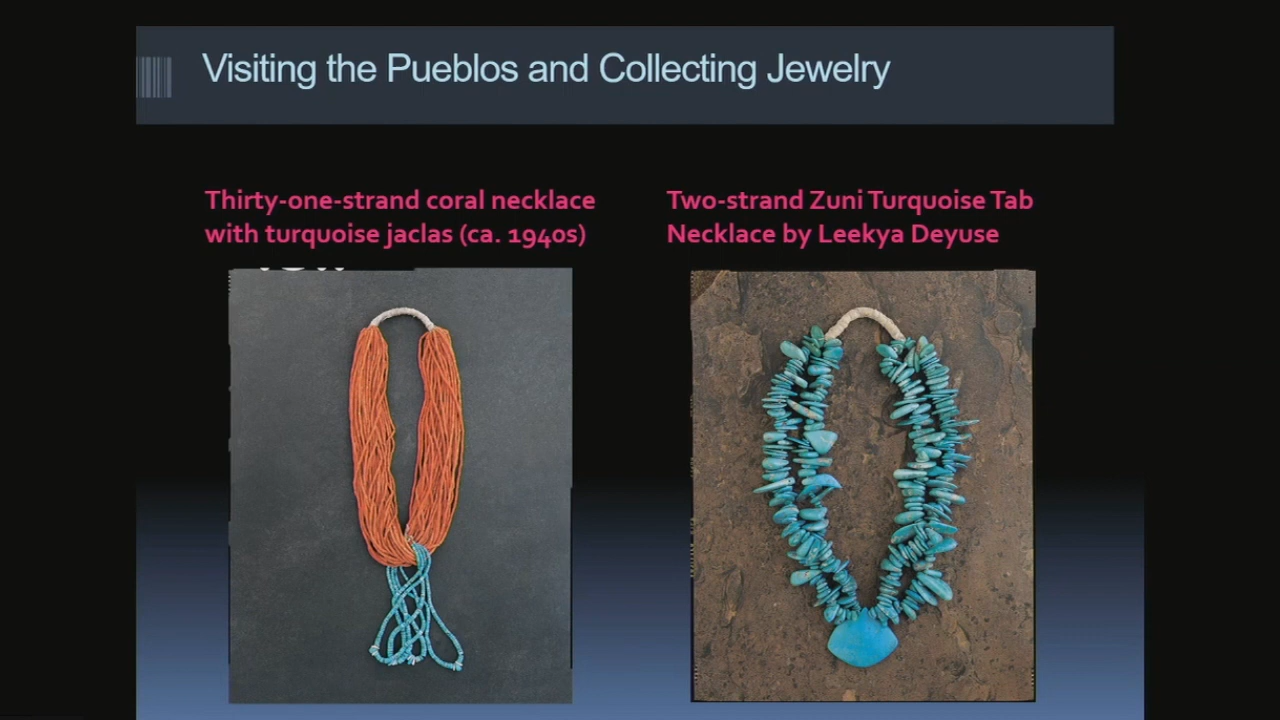 Visiting the Pueblos and Collecting Jewelry
Thirty-one-strand coral necklace
with turquoise jaclas (ca. 1940s)
Two-strand Zuni Turquoise Tab
Necklace by Leekya Deyuse